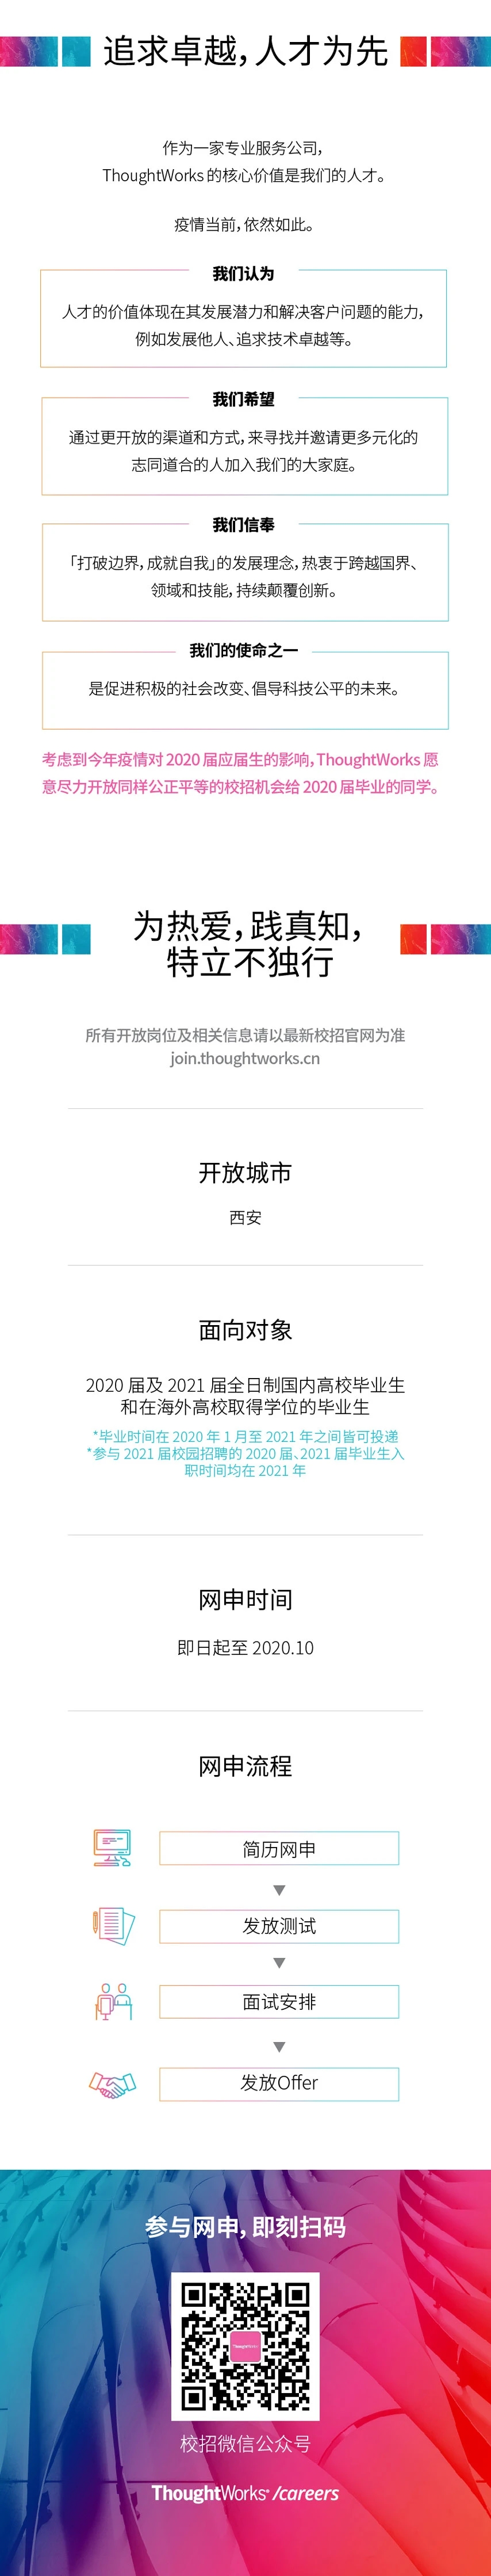 追求卓越，人才为先
作为一家专业服务公司，
ThoughtWorks 的核心价值是我们的人才。
疫情当前，依然如此。
我们认为
人才的价值体现在其发展潜力和解决客户问题的能力，
例如发展他人、追求技术卓越等。
我们希望
通过更开放的渠道和方式，来寻找并邀请更多元化的
志同道合的人加入我们的大家庭。
我们信奉
「打破边界，成就自我」的发展理念，热衷于跨越国界、
领域和技能，持续颠覆创新。
我们的使命之一
是促进积极的社会改变、倡导科技公平的未来。
考虑到今年疫情对 2020 届应届生的影响，ThoughtWorks 愿
意尽力开放同样公正平等的校招机会给 2020 届毕业的同学。
为热爱，践真知，
特立不独行
所有开放岗位及相关信息请以最新校招官网为准
join.thoughtworks.cn
开放城市
西安
面向对象
2020 届及 2021 届全日制国内高校毕业生
和在海外高校取得学位的毕业生
*毕业时间在 2020 年 1 月至 2021 年之间皆可投递
*参与 2021 届校园招聘的 2020 届、2021 届毕业生入
职时间均在 2021 年
网申时间
即日起至 2020.10
网申流程
简历网申
发放测试
面试安排
发放Offer
参与网申，即刻扫码
ThoughtWorks
校招微信公众号
ThoughtWorks® /careers